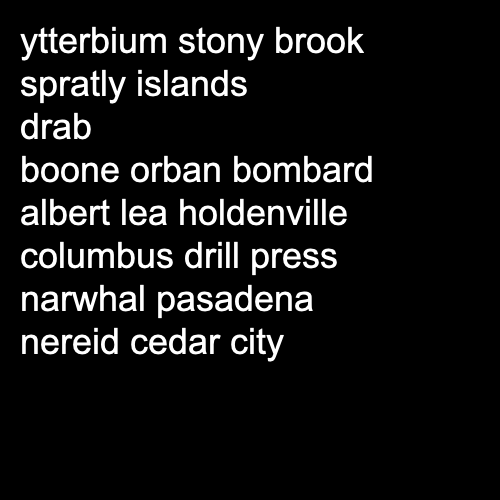 ytterbium stony brook
spratly islands
drab
boone orban bombard
albert lea holdenville
columbus drill press
narwhal pasadena
nereid cedar city